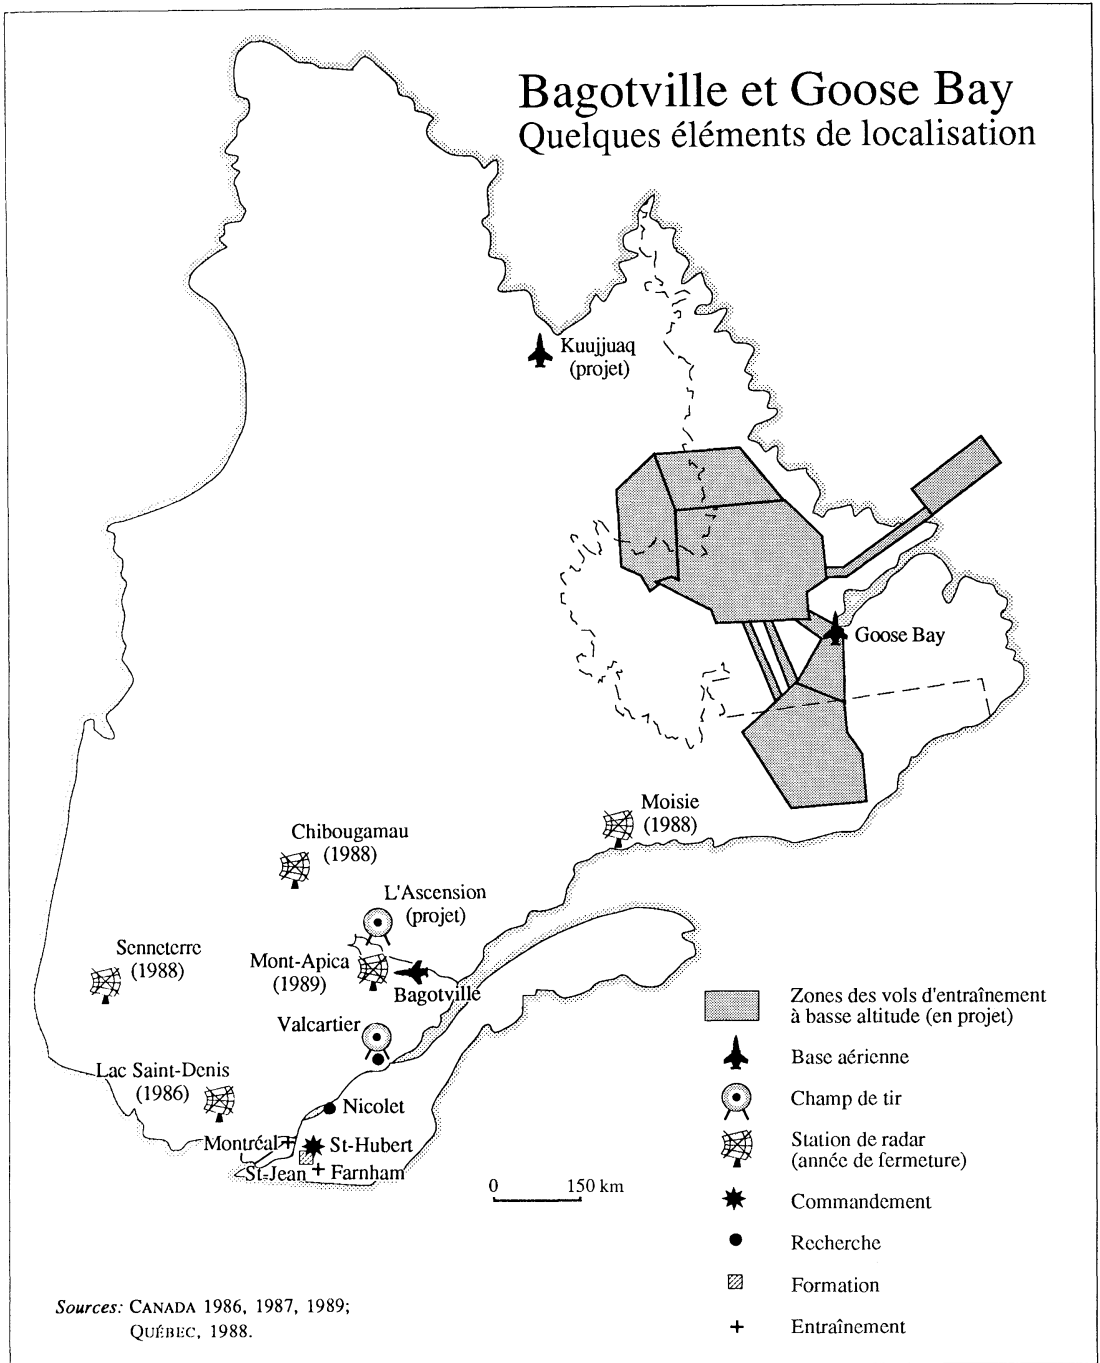 Bagotville et Goose Bay
Quelques éléments de localisation
Kuujjuaq
(projet)
Goose Bay
Moisie
(1988)
Chibougamau
(1988)
L'Ascension
(projet)
Senneterre
(1988)
Mont-Apica
(1989)
Bagotville
Valcartier
Lac Saint-Denis
(1986)
Nicolet
Montréal
St-Hubert
St-Jean
Farnham
0 150 km
Zones des vols d'entraînement
à basse altitude (en projet)
Base aérienne
Champ de tir
Station de radar
(année de fermeture)
Commandement
Recherche
Formation
Entraînement
Sources: CANADA 1986, 1987, 1989;
QUÉBEC, 1988.